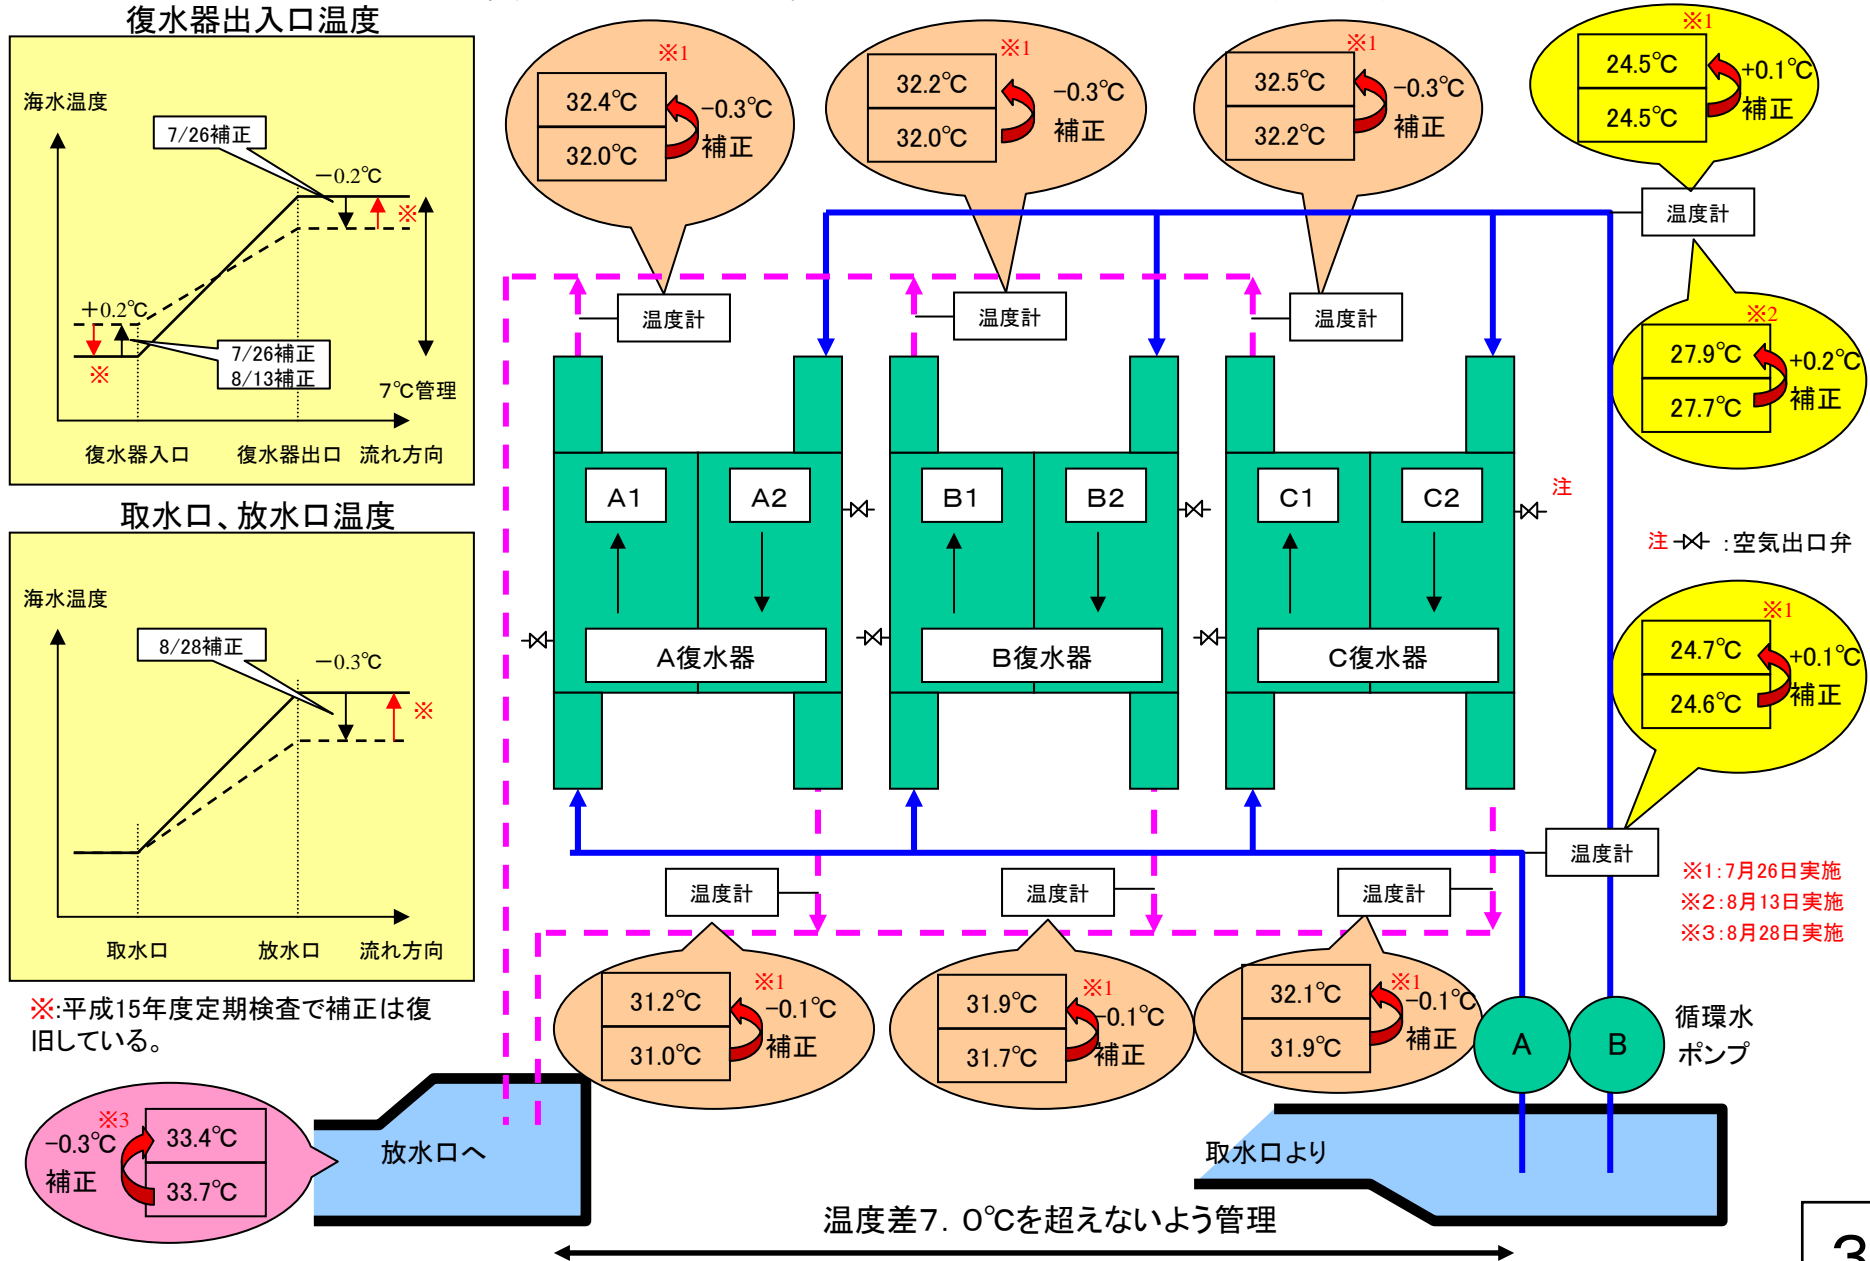 復水器出入口温度
海水温度
7/26補正
－0.2℃
※
＋0.2℃
※
7/26補正
8/13補正
7℃管理
復水器入口
復水器出口
流れ方向
取水口、放水口温度
海水温度
8/28補正
－0.3℃
※
取水口
放水口
流れ方向
※:平成15年度定期検査で補正は復
旧している。
※1
32.4℃
32.0℃
-0.3℃
補正
※1
32.2℃
32.0℃
-0.3℃
補正
※1
32.5℃
32.2℃
-0.3℃
補正
※1
24.5℃
24.5℃
+0.1℃
補正
温度計
温度計
温度計
温度計
※2
27.9℃
27.7℃
+0.2℃
補正
A1
A2
B1
B2
C1
C2
注
注
:空気出口弁
A復水器
B復水器
C復水器
※1
24.7℃
24.6℃
+0.1℃
補正
温度計
温度計
温度計
温度計
※1:7月26日実施
※2:8月13日実施
※3:8月28日実施
※1
31.2℃
31.0℃
-0.1℃
補正
※1
31.9℃
31.7℃
-0.1℃
補正
※1
32.1℃
31.9℃
-0.1℃
補正
A
B
循環水
ポンプ
※3
-0.3℃
補正
33.4℃
33.7℃
放水口へ
取水口より
温度差7．0℃を超えないよう管理
3